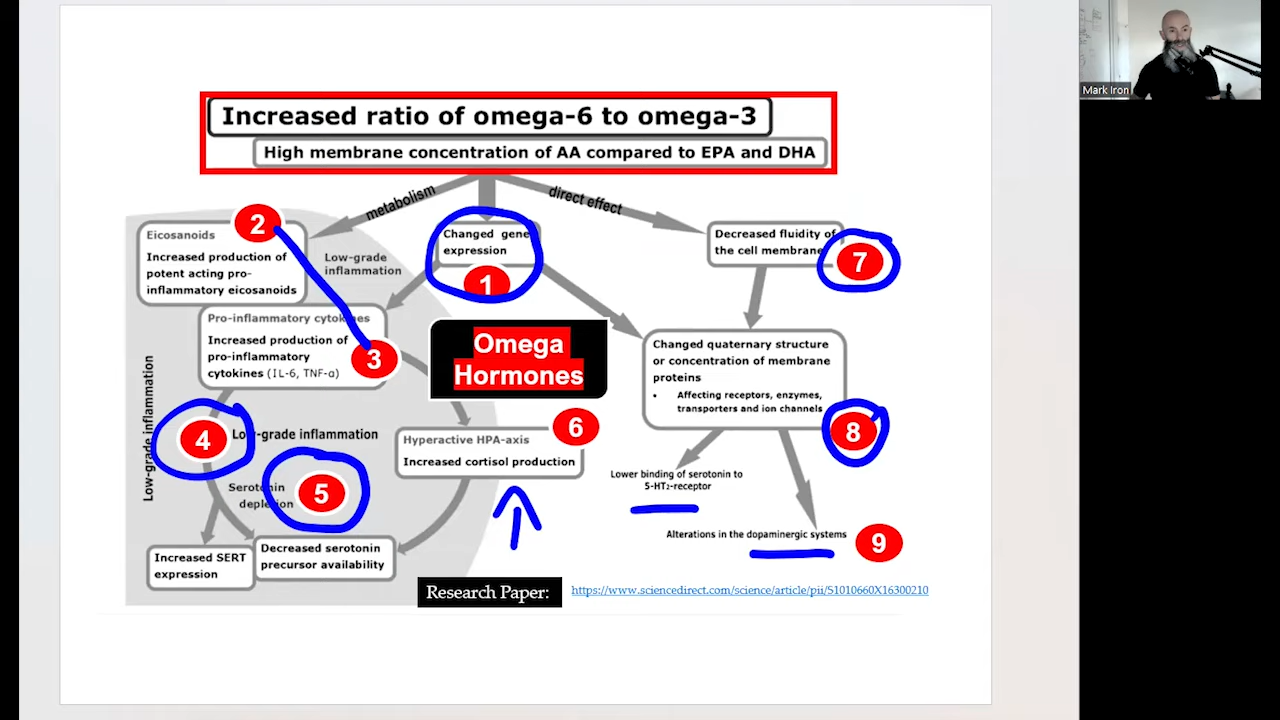 Mark Iron
Increased ratio of omega-6 to omega-3
High membrane concentration of AA compared to EPA and DHA
metabolism
direct effect
2
Eicosanoids
Increased production of
potent acting pro-
inflammatory eicosanoids
Low-grade
inflammation
Changed gene
expression
1
Decreased fluidity of
the cell membrane
7
Pro-inflammatory cytokines
Increased production of
pro-inflammatory
cytokines (IL-6, TNF-α)
3
Omega
Hormones
Changed quaternary structure
or concentration of membrane
proteins
• Affecting receptors, enzymes,
transporters and ion channels
8
Low-grade inflammation
4
Low-grade inflammation
6
Hyperactive HPA-axis
Increased cortisol production
Serotonin
depletion
5
Lower binding of serotonin to
5-HT₂-receptor
Alterations in the dopaminergic systems
9
Increased SERT
expression
Decreased serotonin
precursor availability
Research Paper:
https://www.sciencedirect.com/science/article/pii/S1010660X16300210